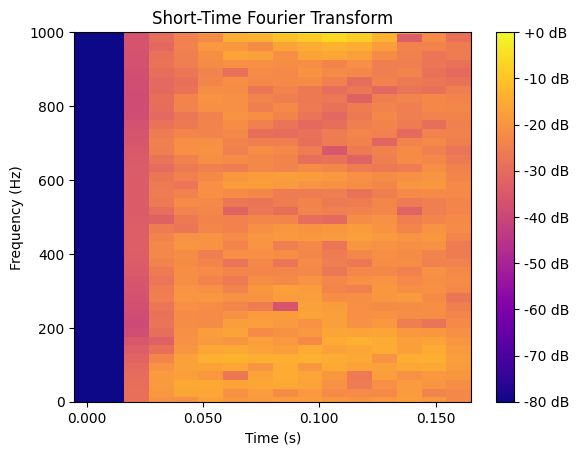 Short-Time Fourier Transform
1000
800
600
400
200
0
Frequency (Hz)
0.000
0.050
0.100
0.150
Time (s)
+0 dB
-10 dB
-20 dB
-30 dB
-40 dB
-50 dB
-60 dB
-70 dB
-80 dB